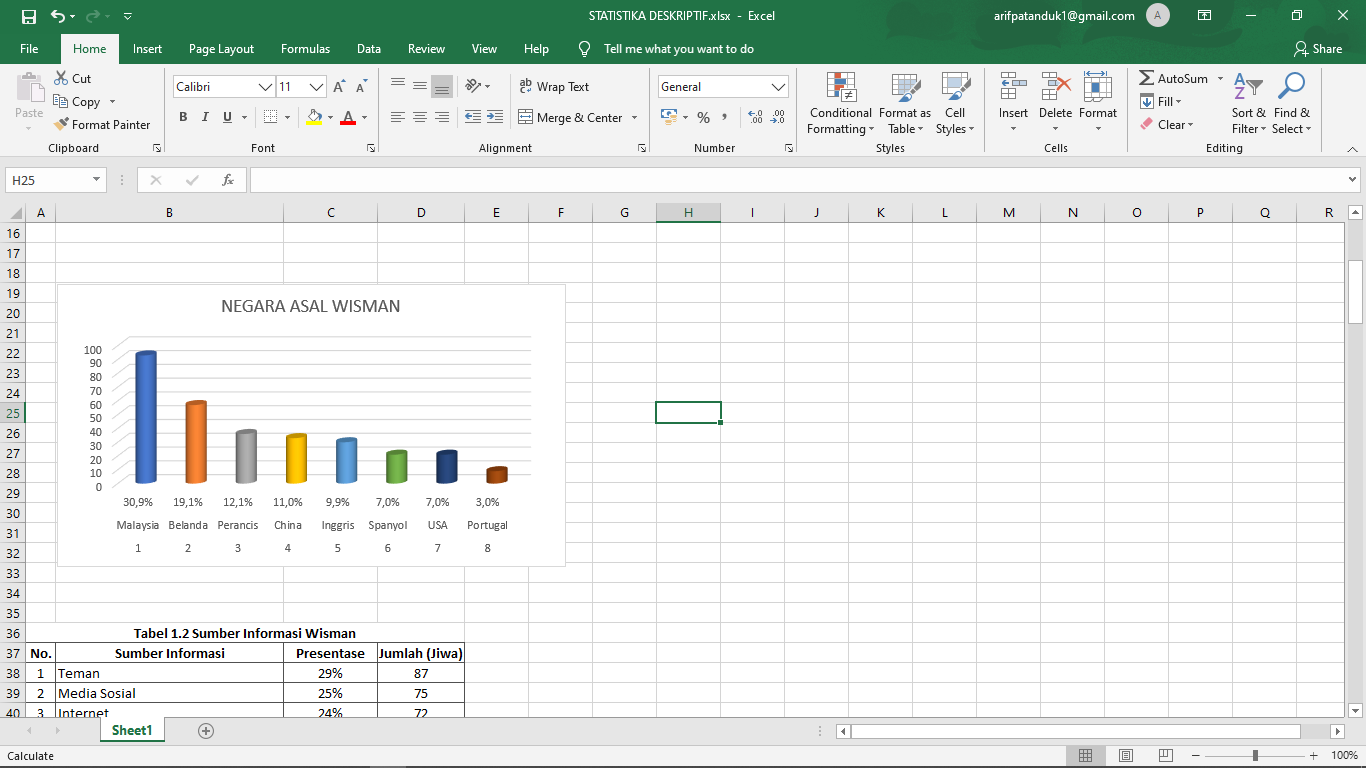 STATISTIKA DESKRIPTIF.xlsx - Excel
arifpatanduk1@gmail.com
A
File Home Insert Page Layout Formulas Data Review View Help Tell me what you want to do Share
Paste
Cut
Copy
Format Painter
Clipboard
Calibri 11
B I U
Font
Wrap Text
Merge & Center
Alignment
General
Number
Conditional Formatting
Format as Table
Cell Styles
Styles
Insert Delete Format
Cells
AutoSum
Fill
Clear
Sort & Filter
Find & Select
Editing
H25
fx
A B C D E F G H I J K L M N O P Q R
16
17
18
19
20
21
22
23
24
25
26
27
28
29
30
31
32
33
34
35
NEGARA ASAL WISMAN
100
90
80
70
60
50
40
30
20
10
0
30,9% 19,1% 12,1% 11,0% 9,9% 7,0% 7,0% 3,0%
Malaysia Belanda Perancis China Inggris Spanyol USA Portugal
1 2 3 4 5 6 7 8
36 Tabel 1.2 Sumber Informasi Wisman
37 No. Sumber Informasi Presentase Jumlah (Jiwa)
38 1 Teman 29% 87
39 2 Media Sosial 25% 75
40 3 Internet 24% 72
Sheet1
Calculate
100%